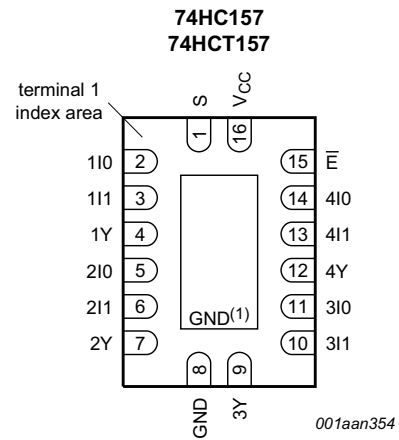 74HC157
74HCT157
terminal 1
index area
S
VCC
1
16
1I0 2
15 E̅
1I1 3
14 4I0
1Y 4
13 4I1
2I0 5
12 4Y
2I1 6
11 3I0
2Y 7
10 3I1
GND(1)
8
9
GND
3Y
001aan354